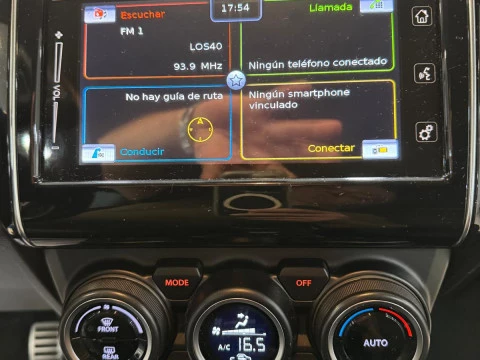 17:54
Escuchar
Llamada
FM 1
LOS40
93.9 MHz
Ningún teléfono conectado
No hay guía de ruta
Ningún smartphone
vinculado
Conducir
Conectar
+
VOL
-
MODE
OFF
FRONT
REAR
A/C 16.5
AUTO